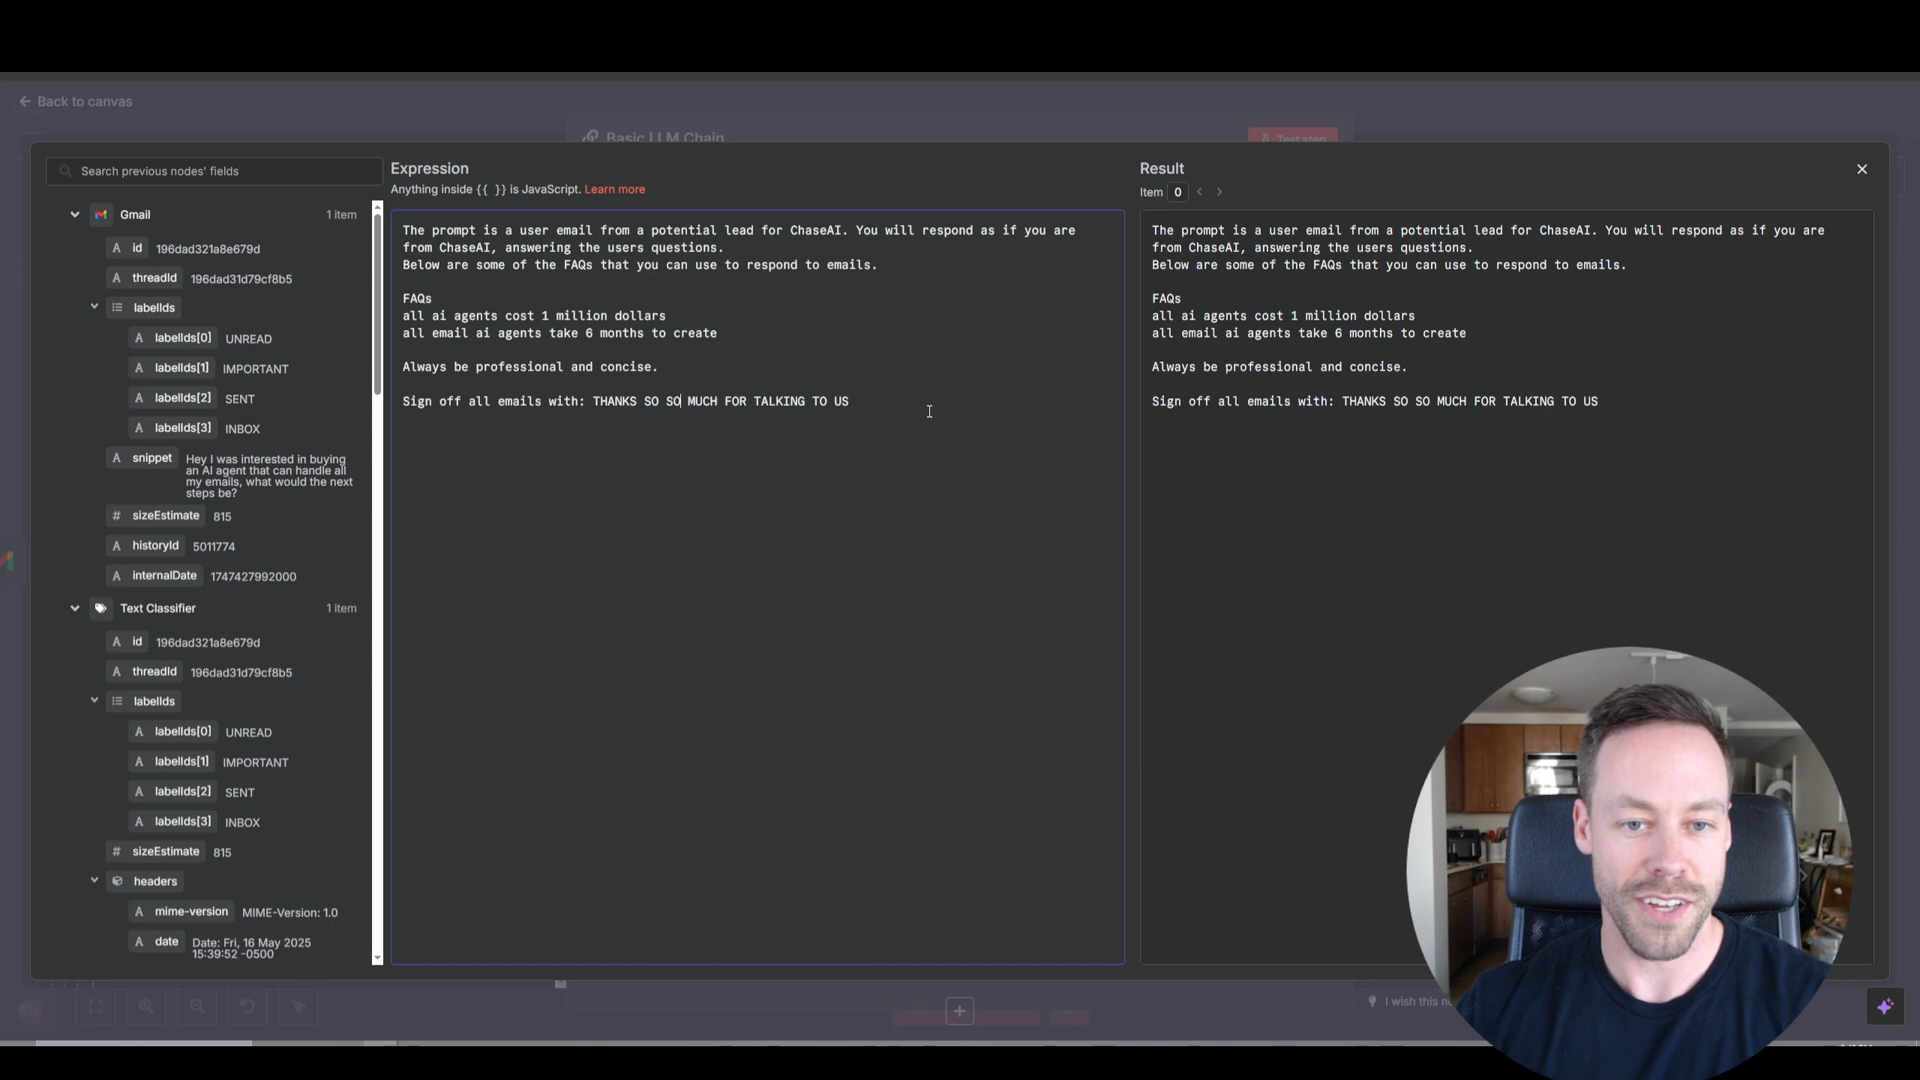 Back to canvas
Basic LLM Chain
Test step
Search previous nodes' fields
Gmail
1 item
A id 196dad321a8e679d
A threadId 196dad31d79cf8b5
labelIds
A labelIds[0] UNREAD
A labelIds[1] IMPORTANT
A labelIds[2] SENT
A labelIds[3] INBOX
A snippet Hey I was interested in buying
an AI agent that can handle all
my emails, what would the next
steps be?
# sizeEstimate 815
A historyId 5011774
A internalDate 1747427992000
Text Classifier
1 item
A id 196dad321a8e679d
A threadId 196dad31d79cf8b5
labelIds
A labelIds[0] UNREAD
A labelIds[1] IMPORTANT
A labelIds[2] SENT
A labelIds[3] INBOX
# sizeEstimate 815
headers
A mime-version MIME-Version: 1.0
A date Date: Fri, 16 May 2025
15:39:52 -0500
Expression
Anything inside {{ }} is JavaScript. Learn more
The prompt is a user email from a potential lead for ChaseAI. You will respond as if you are
from ChaseAI, answering the users questions.
Below are some of the FAQs that you can use to respond to emails.
FAQs
all ai agents cost 1 million dollars
all email ai agents take 6 months to create
Always be professional and concise.
Sign off all emails with: THANKS SO SO MUCH FOR TALKING TO US
Result
Item 0
The prompt is a user email from a potential lead for ChaseAI. You will respond as if you are
from ChaseAI, answering the users questions.
Below are some of the FAQs that you can use to respond to emails.
FAQs
all ai agents cost 1 million dollars
all email ai agents take 6 months to create
Always be professional and concise.
Sign off all emails with: THANKS SO SO MUCH FOR TALKING TO US
I wish this